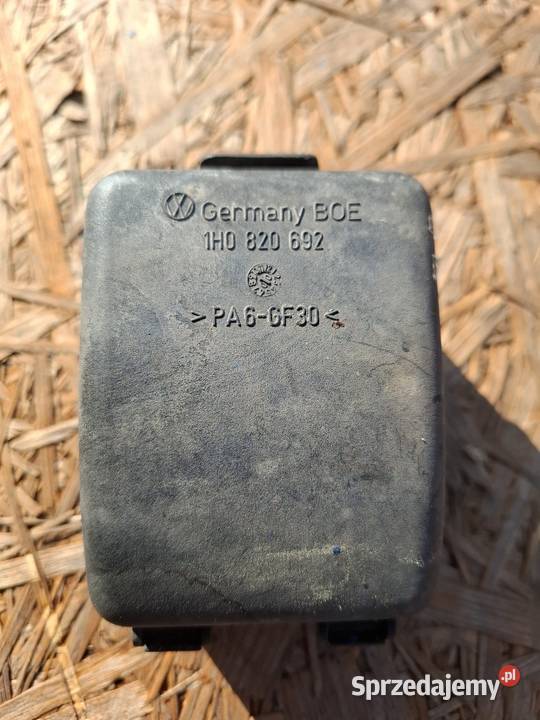 Germany BOE
1H0 820 692
>PA6-GF30<
Sprzedajemy.pl